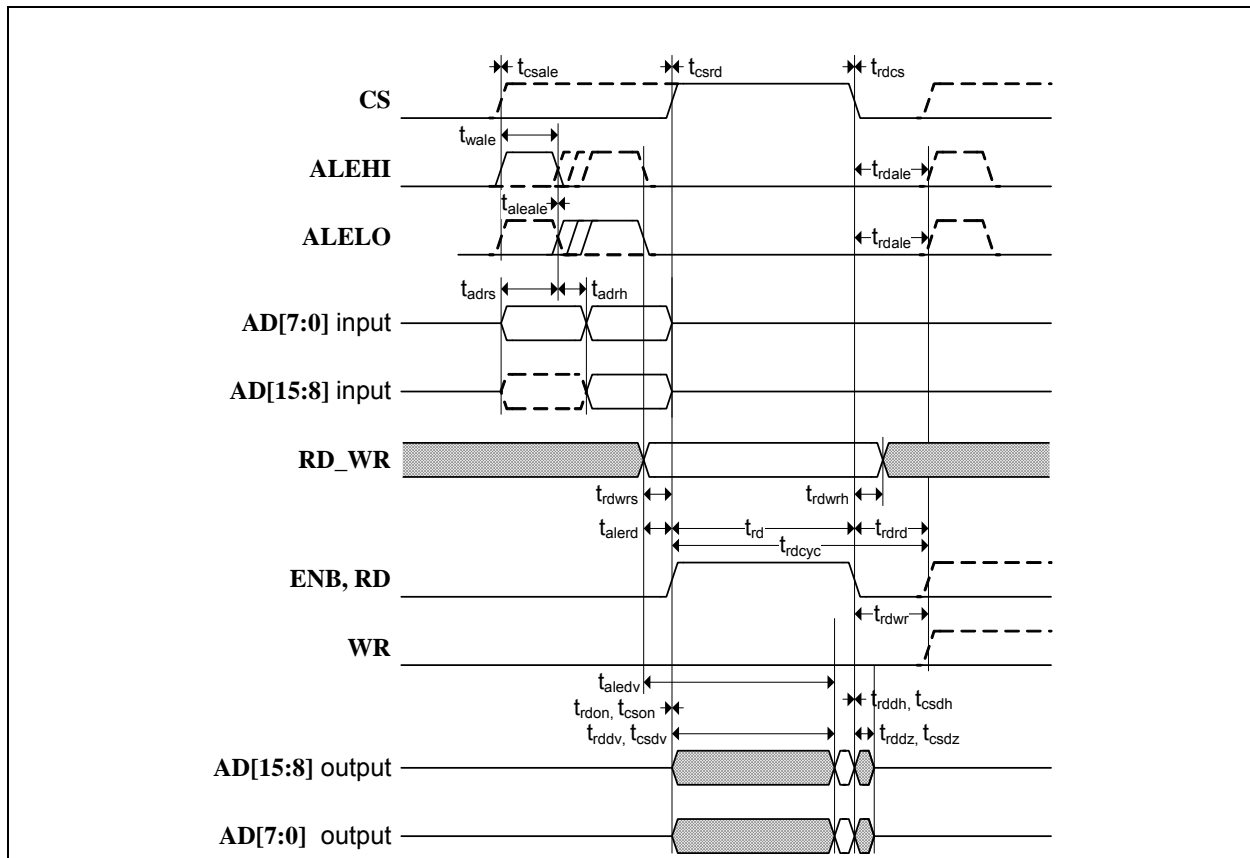 tcsale tcsrd trdcs
CS
twale
ALEHI trdale
taleale
ALELO trdale
tadrs tadrh
AD[7:0] input
AD[15:8] input
RD_WR
trdwrs trdwrh
talerd trd trdrd
trdcyc
ENB, RD
trdwr
WR
taledv
trdon, tcson trddh, tcsdh
trddv, tcsdv trddz, tcsdz
AD[15:8] output
AD[7:0] output